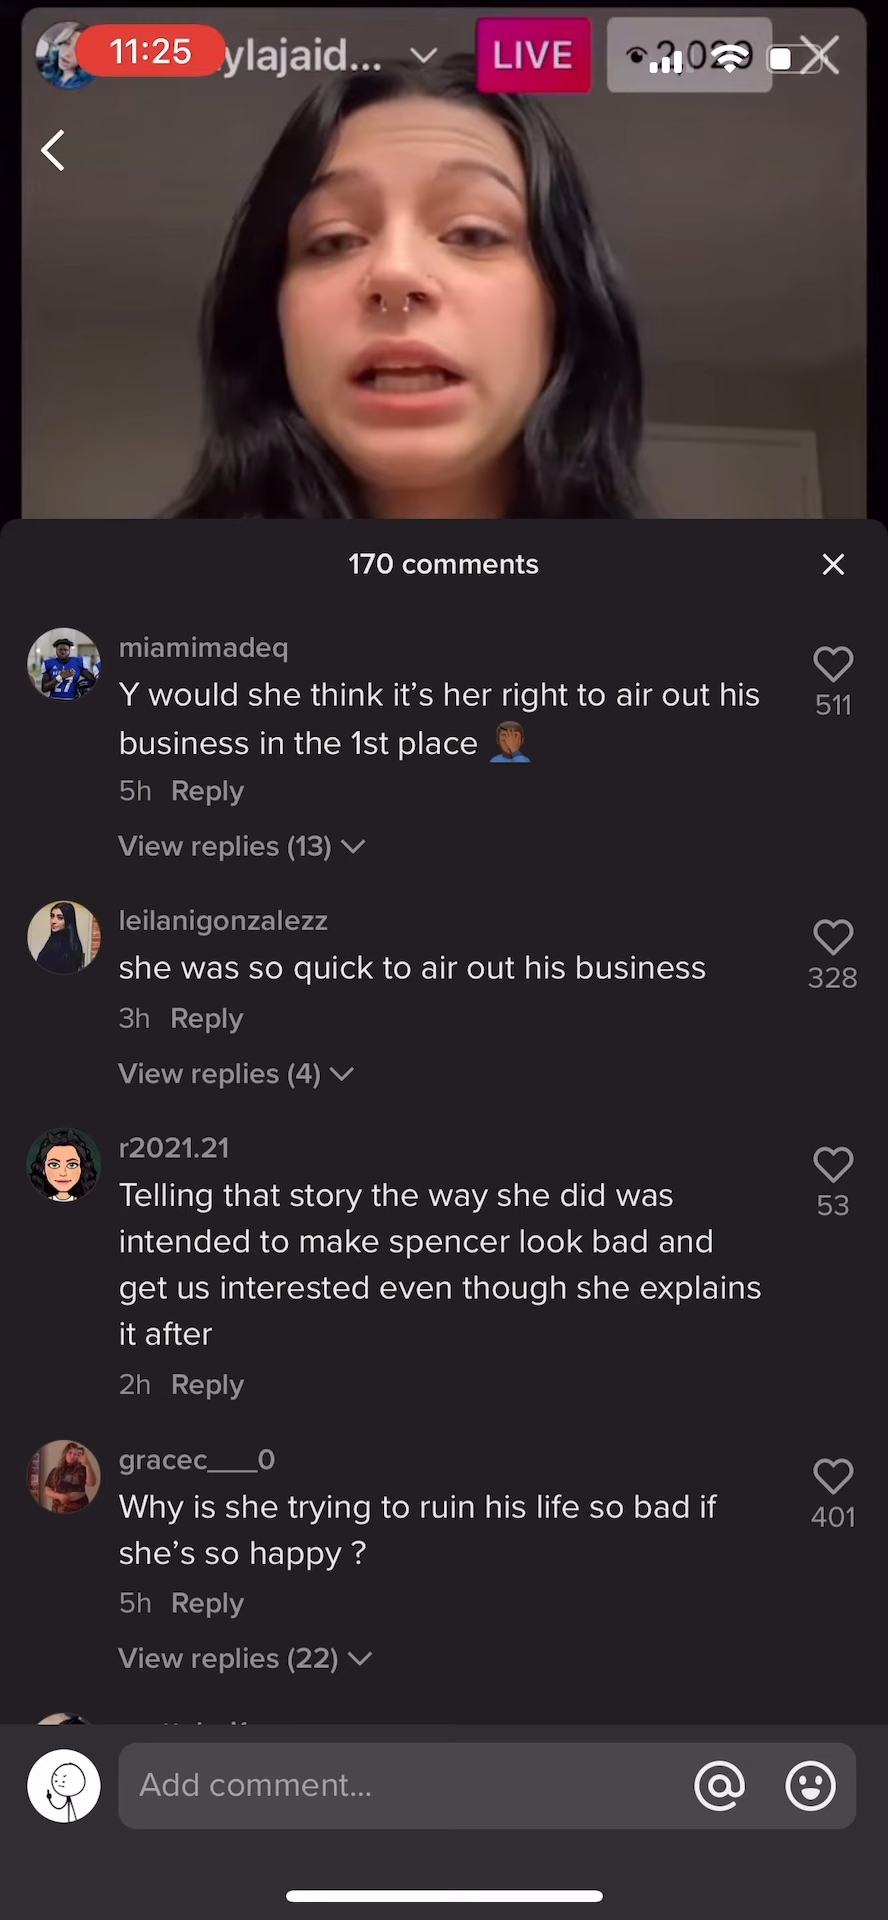 11:25
ylajaid...
LIVE
2,029
170 comments
miamimadeq
Y would she think it’s her right to air out his
business in the 1st place 🤦🏾‍♂️
511
5h Reply
View replies (13)
leilanigonzalezz
she was so quick to air out his business
328
3h Reply
View replies (4)
r2021.21
Telling that story the way she did was
intended to make spencer look bad and
get us interested even though she explains
it after
53
2h Reply
gracec___0
Why is she trying to ruin his life so bad if
she’s so happy ?
401
5h Reply
View replies (22)
Add comment...